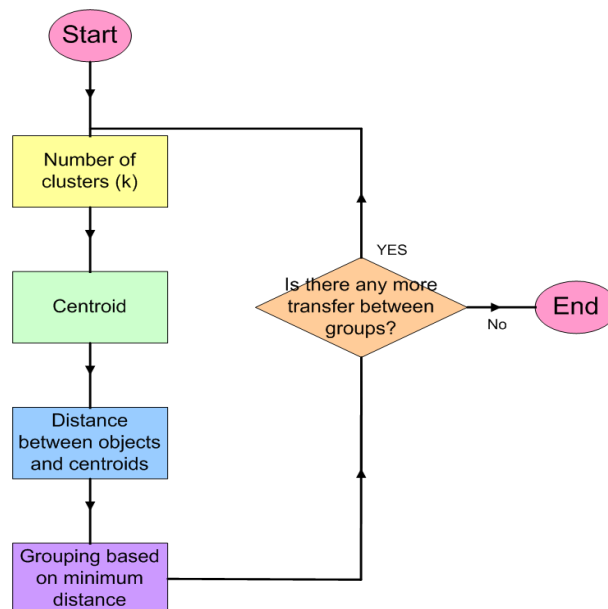 Start
Number of
clusters (k)
Centroid
Distance
between objects
and centroids
Grouping based
on minimum
distance
YES
Is there any more
transfer between
groups?
No
End